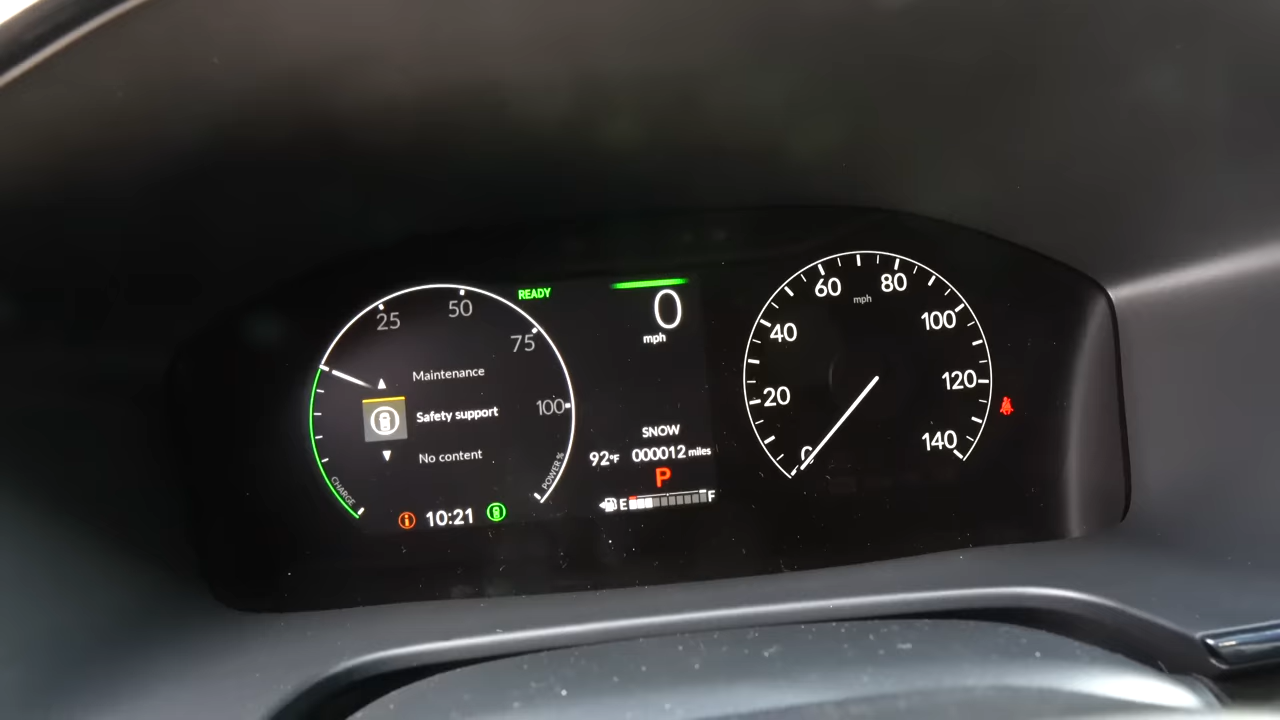 READY
25
50
75
100
Maintenance
Safety support
No content
CHARGE
POWER %
10:21
0
mph
SNOW
92°F 000012 miles
P
E F
0
20
40
60
80
100
120
140
mph